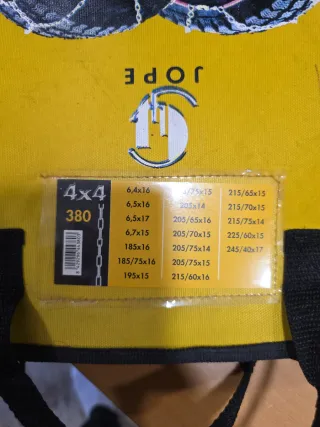 JOPE
4x4
380
6,4x16
6,5x16
6,5x17
6,7x15
185x16
185/75x16
195x15
205x14
205/65x16
205/70x15
205/75x14
205/75x15
215/60x16
215/65x15
215/70x15
215/75x14
225/60x15
245/40x17